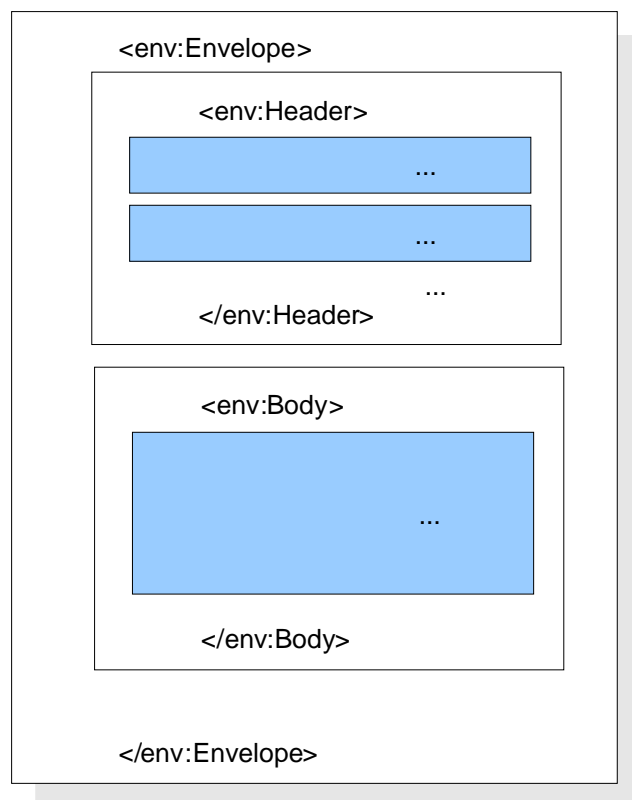 <env:Envelope>
<env:Header>
...
...
...
</env:Header>
<env:Body>
...
</env:Body>
</env:Envelope>